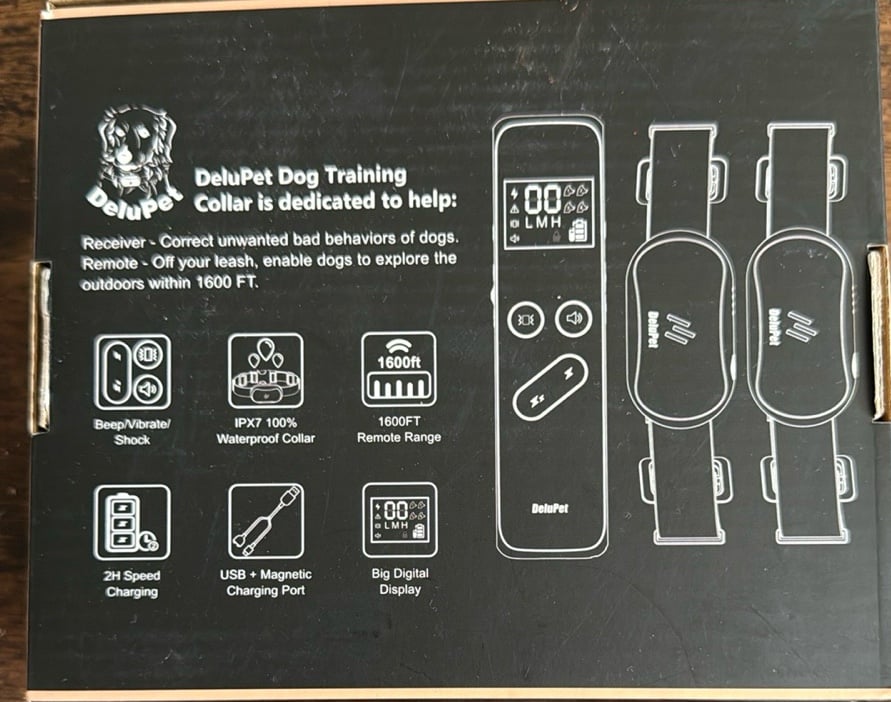 DeluPet
DeluPet Dog Training
Collar is dedicated to help:
Receiver - Correct unwanted bad behaviors of dogs.
Remote - Off your leash, enable dogs to explore the
outdoors within 1600 FT.
1600ft
Beep/Vibrate/
Shock
IPX7 100%
Waterproof Collar
1600FT
Remote Range
00
LMH
2H Speed
Charging
USB + Magnetic
Charging Port
Big Digital
Display
00
LMH
DeluPet
DeluPet
DeluPet